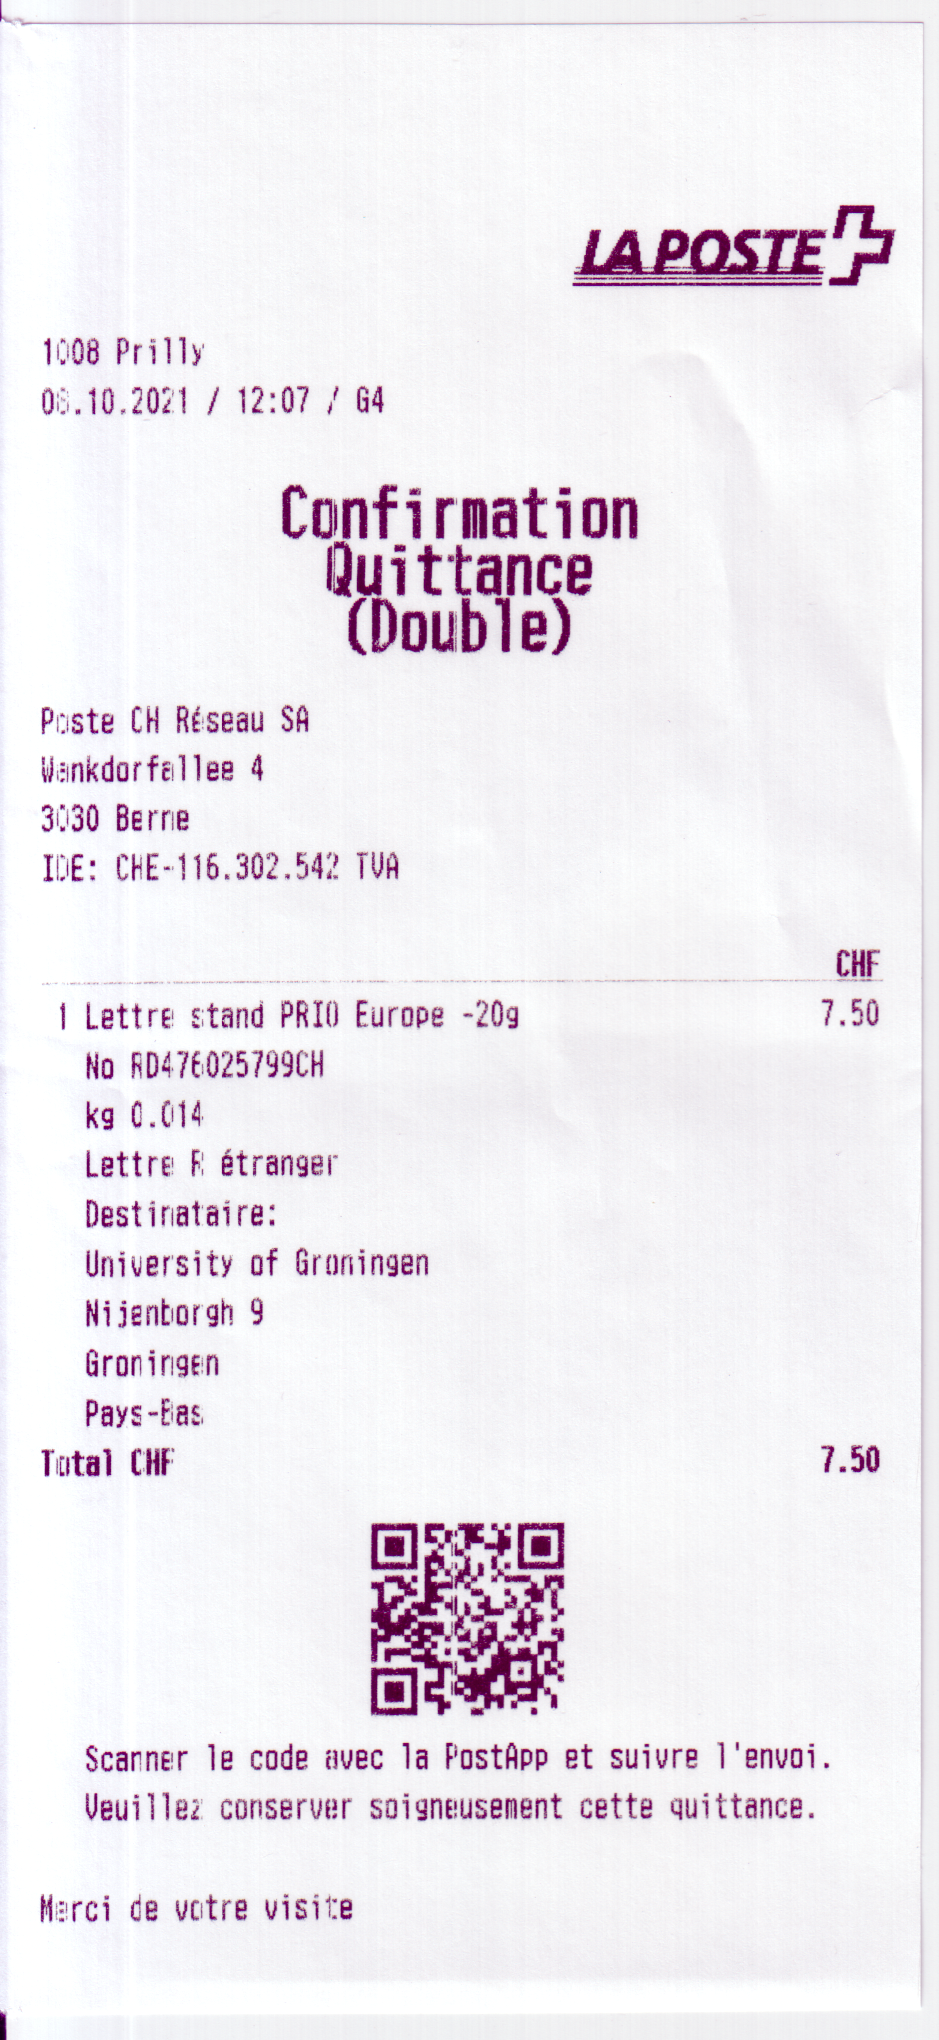 LA POSTE
1008 Prilly
08.10.2021 / 12:07 / G4
Confirmation
Quittance
(Double)
Poste CH Réseau SA
Wankdorfallee 4
3030 Berne
IDE: CHE-116.302.542 TVA
CHF
1 Lettre stand PRIO Europe -20g 7.50
No RD476025799CH
kg 0.014
Lettre R étranger
Destinataire:
University of Groningen
Nijenborgh 9
Groningen
Pays-Bas
Total CHF 7.50
Scanner le code avec la PostApp et suivre l'envoi.
Veuillez conserver soigneusement cette quittance.
Merci de votre visite